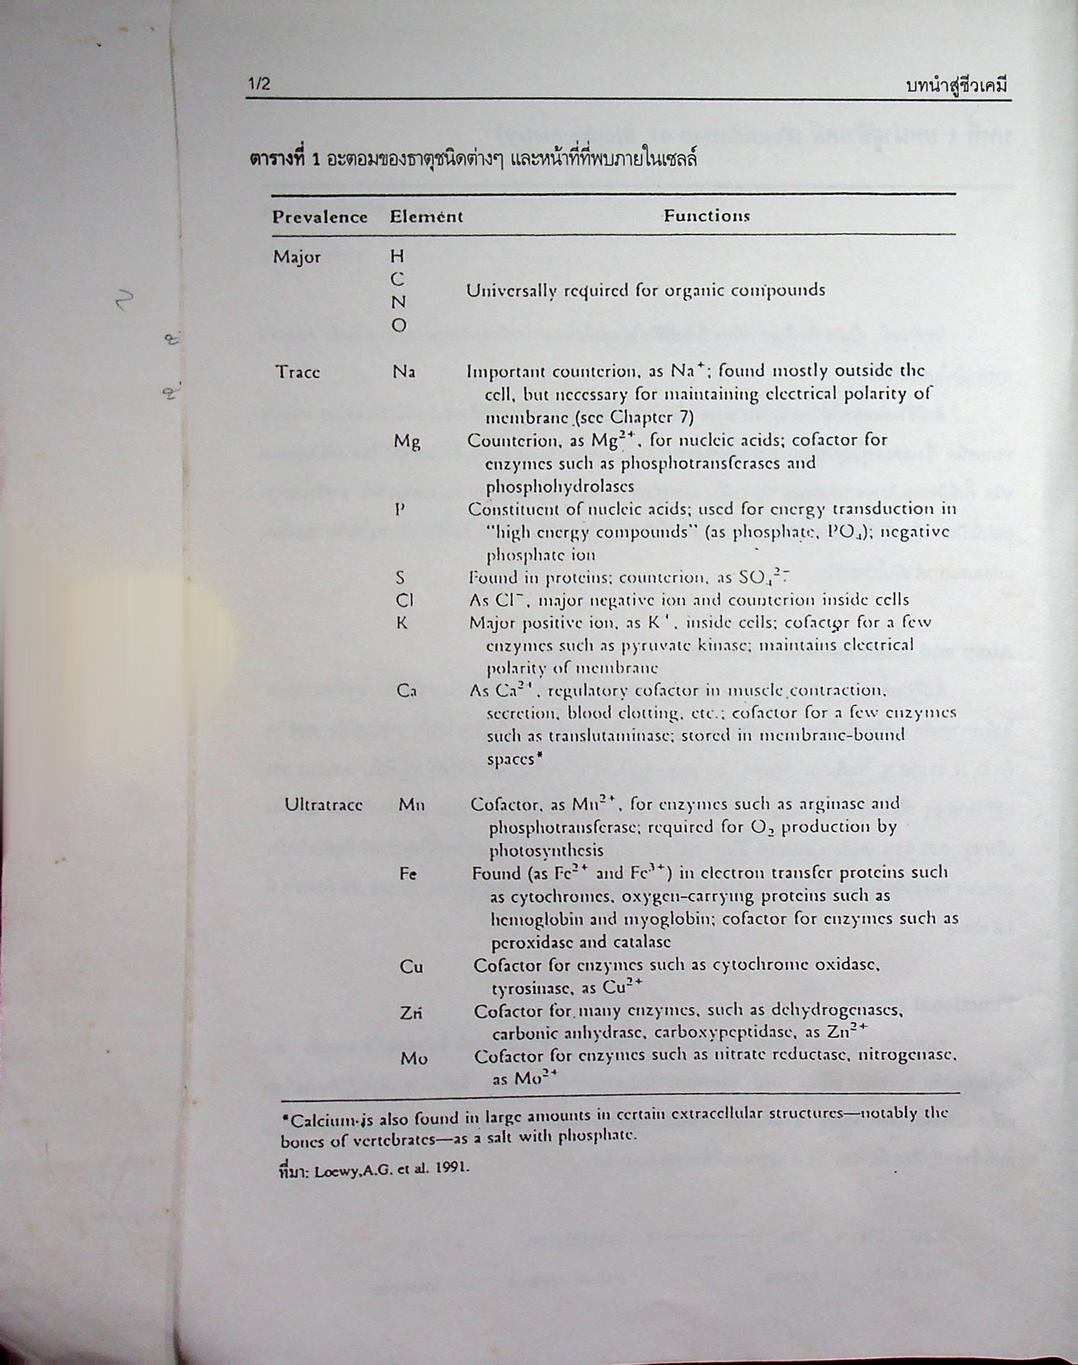 1/2 บทนำสู่ชีวเคมี
ตารางที่ 1 อะตอมของธาตุชนิดต่างๆ และหน้าที่ที่พบภายในเซลล์
Prevalence Element Functions
Major H
C
Universally required for organic compounds
N
O
Trace Na Important counterion, as Na⁺; found mostly outside the
cell, but necessary for maintaining electrical polarity of
membrane (see Chapter 7)
Mg Counterion, as Mg²⁺, for nucleic acids; cofactor for
enzymes such as phosphotransferases and
phosphohydrolases
P Constituent of nucleic acids; used for energy transduction in
"high energy compounds" (as phosphate, PO₄); negative
phosphate ion
S Found in proteins; counterion, as SO₄²⁻
Cl As Cl⁻, major negative ion and counterion inside cells
K Major positive ion, as K⁺, inside cells; cofactor for a few
enzymes such as pyruvate kinase; maintains electrical
polarity of membrane
Ca As Ca²⁺, regulatory cofactor in muscle contraction,
secretion, blood clotting, etc.; cofactor for a few enzymes
such as translutaminase; stored in membrane-bound
spaces*
Ultratrace Mn Cofactor, as Mn²⁺, for enzymes such as arginase and
phosphotransferase; required for O₂ production by
photosynthesis
Fe Found (as Fe²⁺ and Fe³⁺) in electron transfer proteins such
as cytochromes, oxygen-carrying proteins such as
hemoglobin and myoglobin; cofactor for enzymes such as
peroxidase and catalase
Cu Cofactor for enzymes such as cytochrome oxidase,
tyrosinase, as Cu²⁺
Zn Cofactor for many enzymes, such as dehydrogenases,
carbonic anhydrase, carboxypeptidase, as Zn²⁺
Mo Cofactor for enzymes such as nitrate reductase, nitrogenase,
as Mo²⁺
*Calcium is also found in large amounts in certain extracellular structures—notably the
bones of vertebrates—as a salt with phosphate.
ที่มา: Loewy,A.G. et al. 1991.